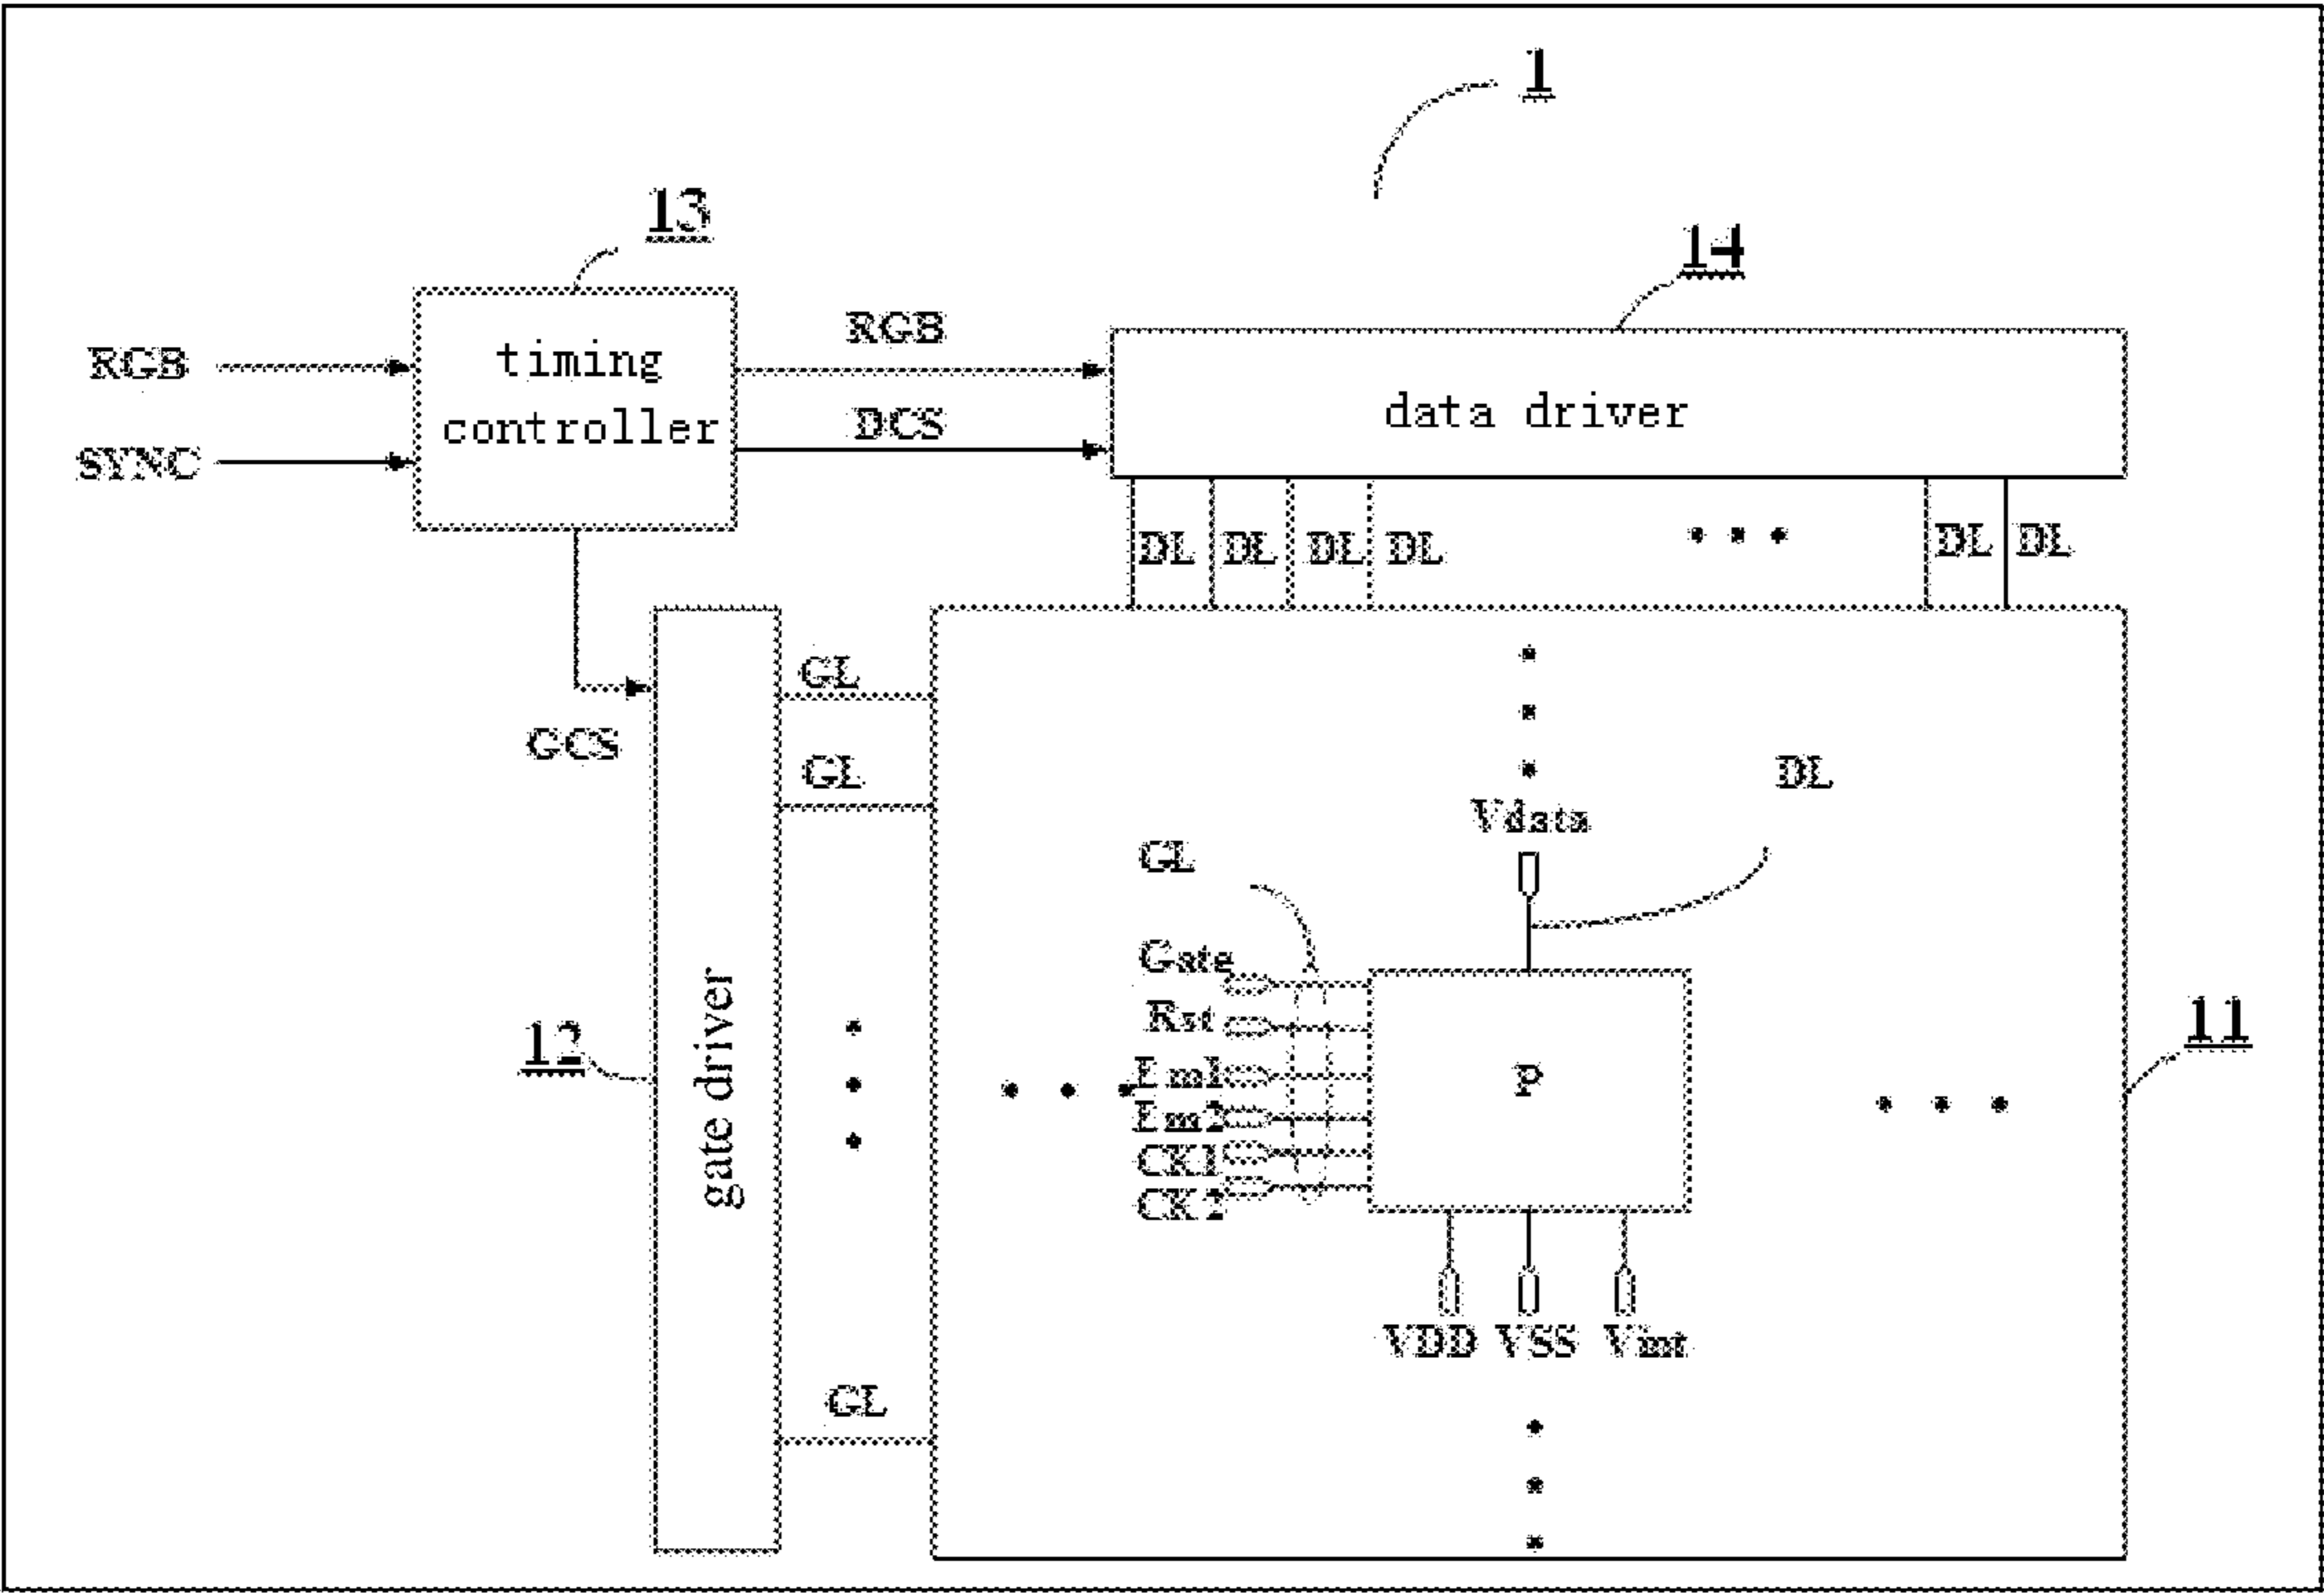 1
13
14
RGB
timing
RGB
controller
DCS
data driver
SYNC
DL DL DL DL DL DL
GL
GCS
GL
DL
Vdata
GL
Gate
Rst
12
gate driver
Em1
P
11
Em2
CK1
CK2
VDD VSS Vint
GL